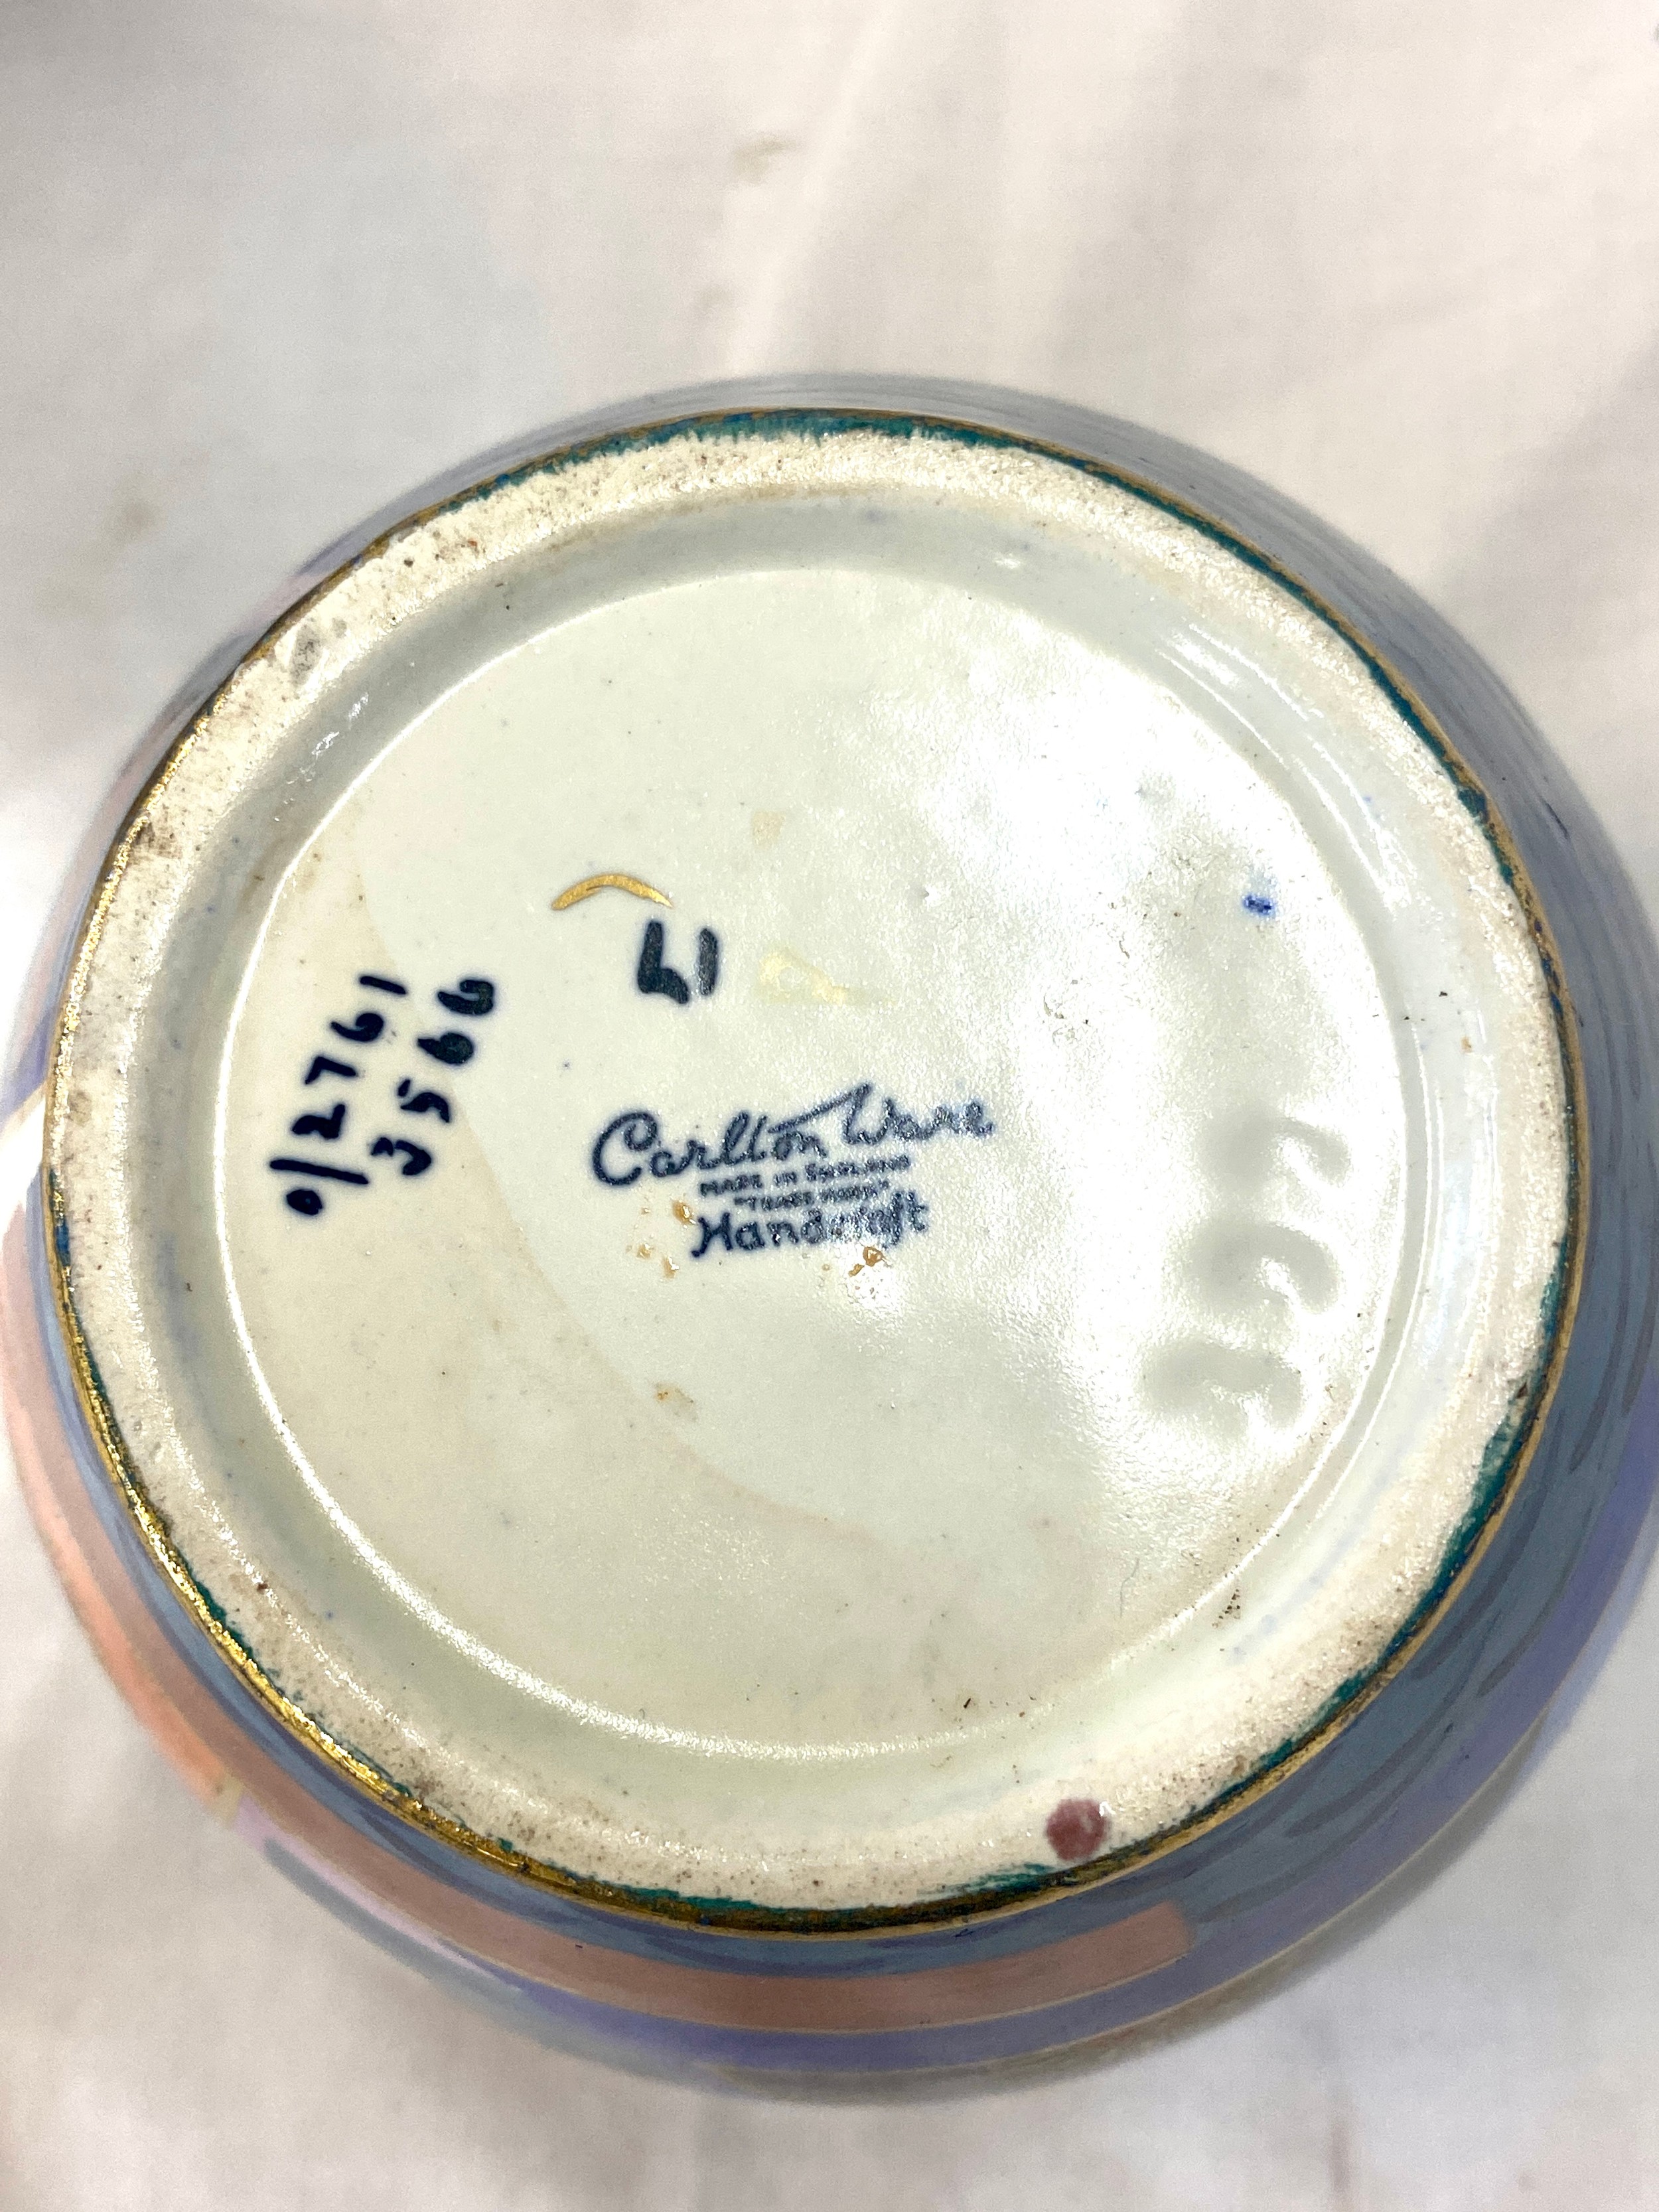 0/2761
3566
Carlton Ware
MADE IN ENGLAND
"TRADE MARK"
Handcraft